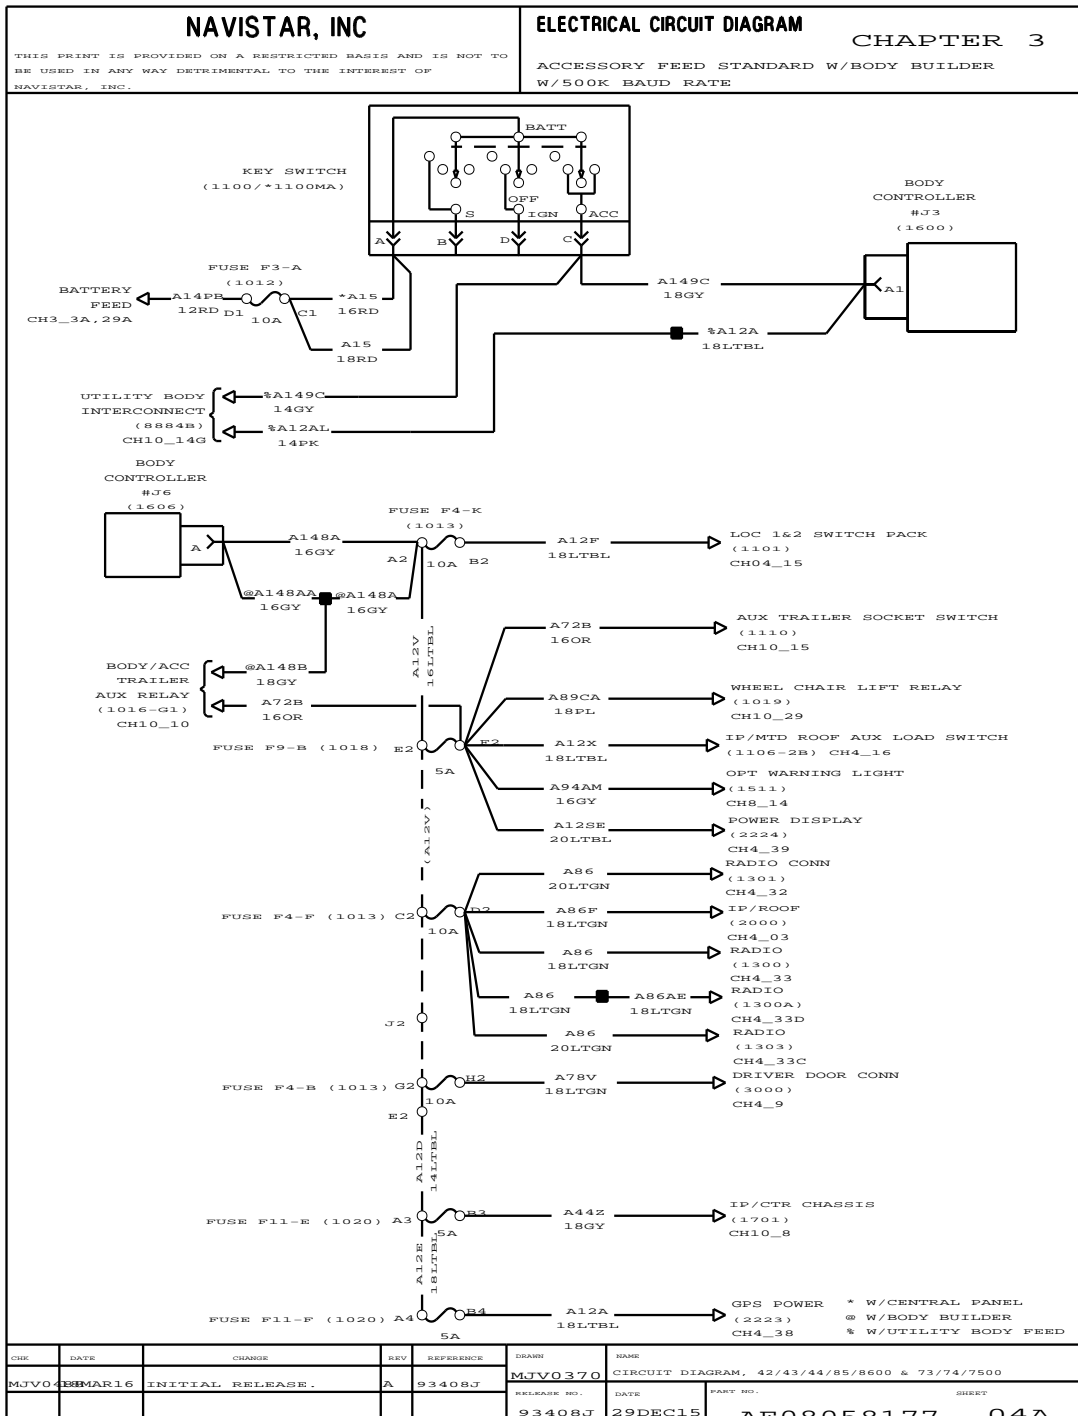 NAVISTAR, INC
THIS PRINT IS PROVIDED ON A RESTRICTED BASIS AND IS NOT TO
BE USED IN ANY WAY DETRIMENTAL TO THE INTEREST OF
NAVISTAR, INC.
ELECTRICAL CIRCUIT DIAGRAM
CHAPTER 3
ACCESSORY FEED STANDARD W/BODY BUILDER
W/500K BAUD RATE
BATT
KEY SWITCH
(1100/*1100MA)
OFF
S
IGN
ACC
A
B
D
C
BODY
CONTROLLER
#J3
(1600)
A1
FUSE F3-A
(1012)
BATTERY
FEED
CH3_3A,29A
A14PB
12RD
D1
10A
C1
*A15
16RD
A15
18RD
A149C
18GY
%A12A
18LTBL
UTILITY BODY
INTERCONNECT
(8884B)
CH10_14G
%A149C
14GY
%A12AL
14PK
BODY
CONTROLLER
#J6
(1606)
A
A148A
16GY
@A148AA
16GY
@A148A
16GY
FUSE F4-K
(1013)
A2
10A
B2
A12F
18LTBL
LOC 1&2 SWITCH PACK
(1101)
CH04_15
A12V
16LTBL
A72B
16OR
AUX TRAILER SOCKET SWITCH
(1110)
CH10_15
BODY/ACC
TRAILER
AUX RELAY
(1016-G1)
CH10_10
@A148B
18GY
A72B
16OR
A89CA
18PL
WHEEL CHAIR LIFT RELAY
(1019)
CH10_29
FUSE F9-B (1018)
E2
F2
5A
A12X
18LTBL
IP/MTD ROOF AUX LOAD SWITCH
(1106-2B) CH4_16
A94AM
16GY
OPT WARNING LIGHT
(1511)
CH8_14
A12SE
20LTBL
POWER DISPLAY
(2224)
CH4_39
(A12V)
A86
20LTGN
RADIO CONN
(1301)
CH4_32
FUSE F4-F (1013)
C2
D2
10A
A86F
18LTGN
IP/ROOF
(2000)
CH4_03
A86
18LTGN
RADIO
(1300)
CH4_33
A86
18LTGN
A86AE
18LTGN
RADIO
(1300A)
CH4_33D
J2
A86
20LTGN
RADIO
(1303)
CH4_33C
FUSE F4-B (1013)
G2
H2
10A
A78V
18LTGN
DRIVER DOOR CONN
(3000)
CH4_9
E2
A12D
14LTBL
FUSE F11-E (1020)
A3
B3
5A
A44Z
18GY
IP/CTR CHASSIS
(1701)
CH10_8
A12E
18LTBL
FUSE F11-F (1020)
A4
B4
5A
A12A
18LTBL
GPS POWER
(2223)
CH4_38
* W/CENTRAL PANEL
@ W/BODY BUILDER
% W/UTILITY BODY FEED
CHK
DATE
CHANGE
REV
REFERENCE
DRAWN
NAME
MAR16
INITIAL RELEASE.
A
93408J
MJV0370
CIRCUIT DIAGRAM, 42/43/44/85/8600 & 73/74/7500
RELEASE NO.
DATE
PART NO.
SHEET
93408J
29DEC15
AE08058177
04A